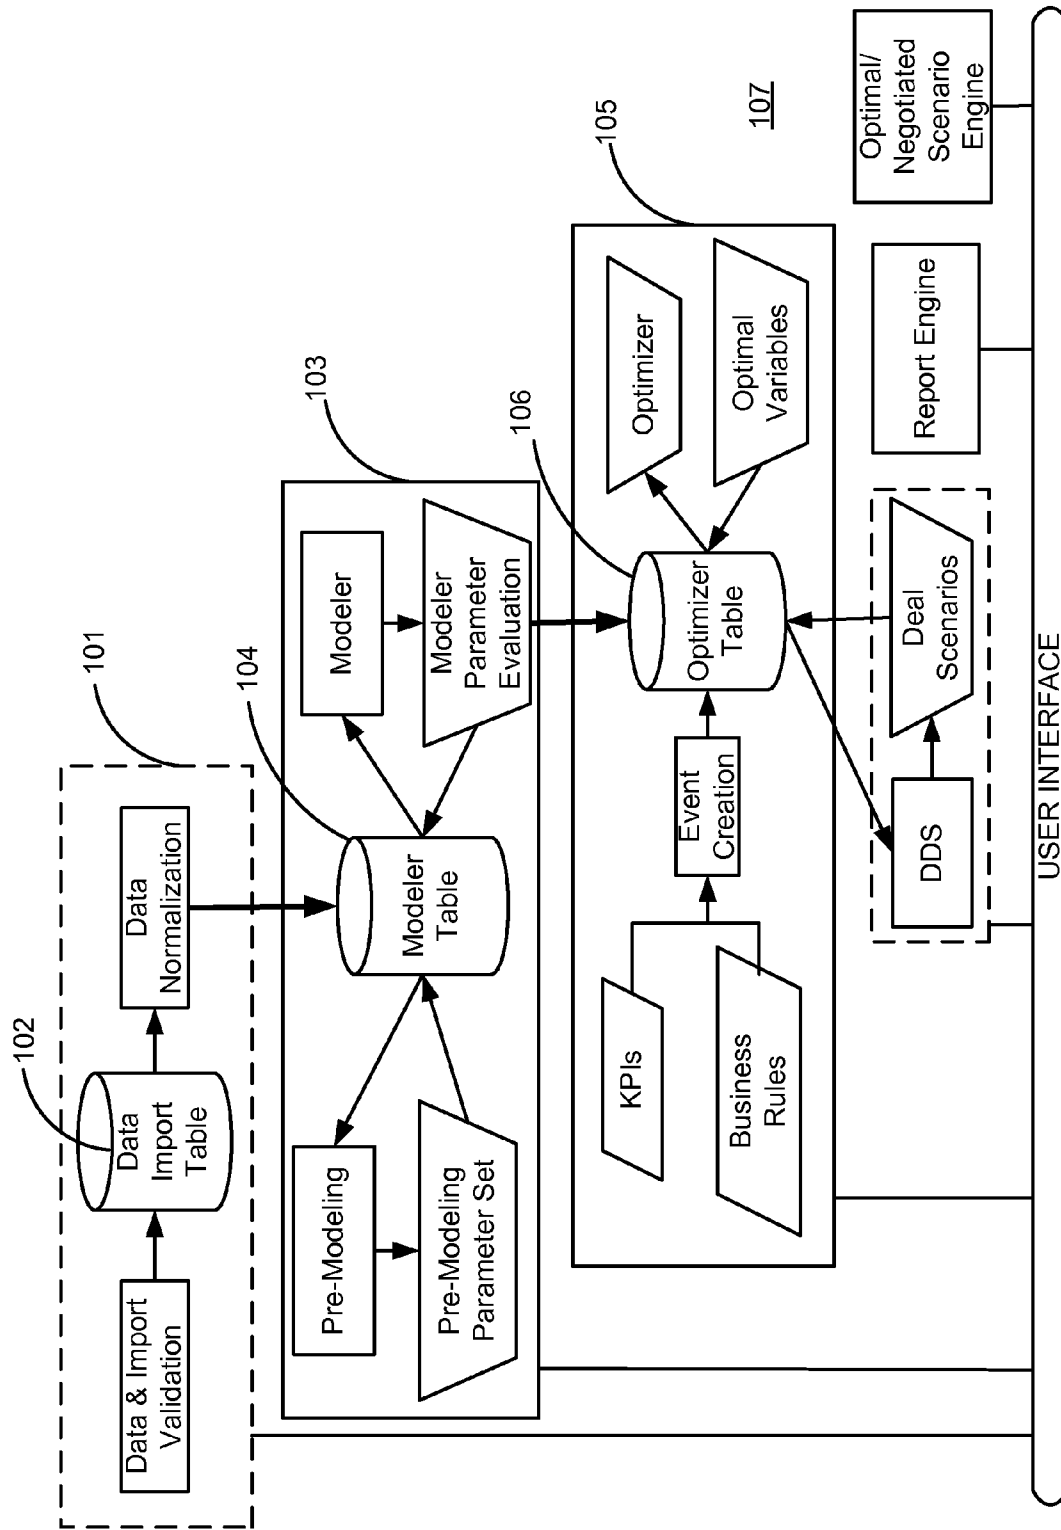 Data & Import
Validation
Data
Import
Table
102
Data
Normalization
101
Pre-Modeling
Pre-Modeling
Parameter Set
Modeler
Table
104
Modeler
Modeler
Parameter
Evaluation
103
KPIs
Business
Rules
Event
Creation
Optimizer
Table
106
Optimizer
Optimal
Variables
105
107
DDS
Deal
Scenarios
Report Engine
Optimal/
Negotiated
Scenario
Engine
USER INTERFACE